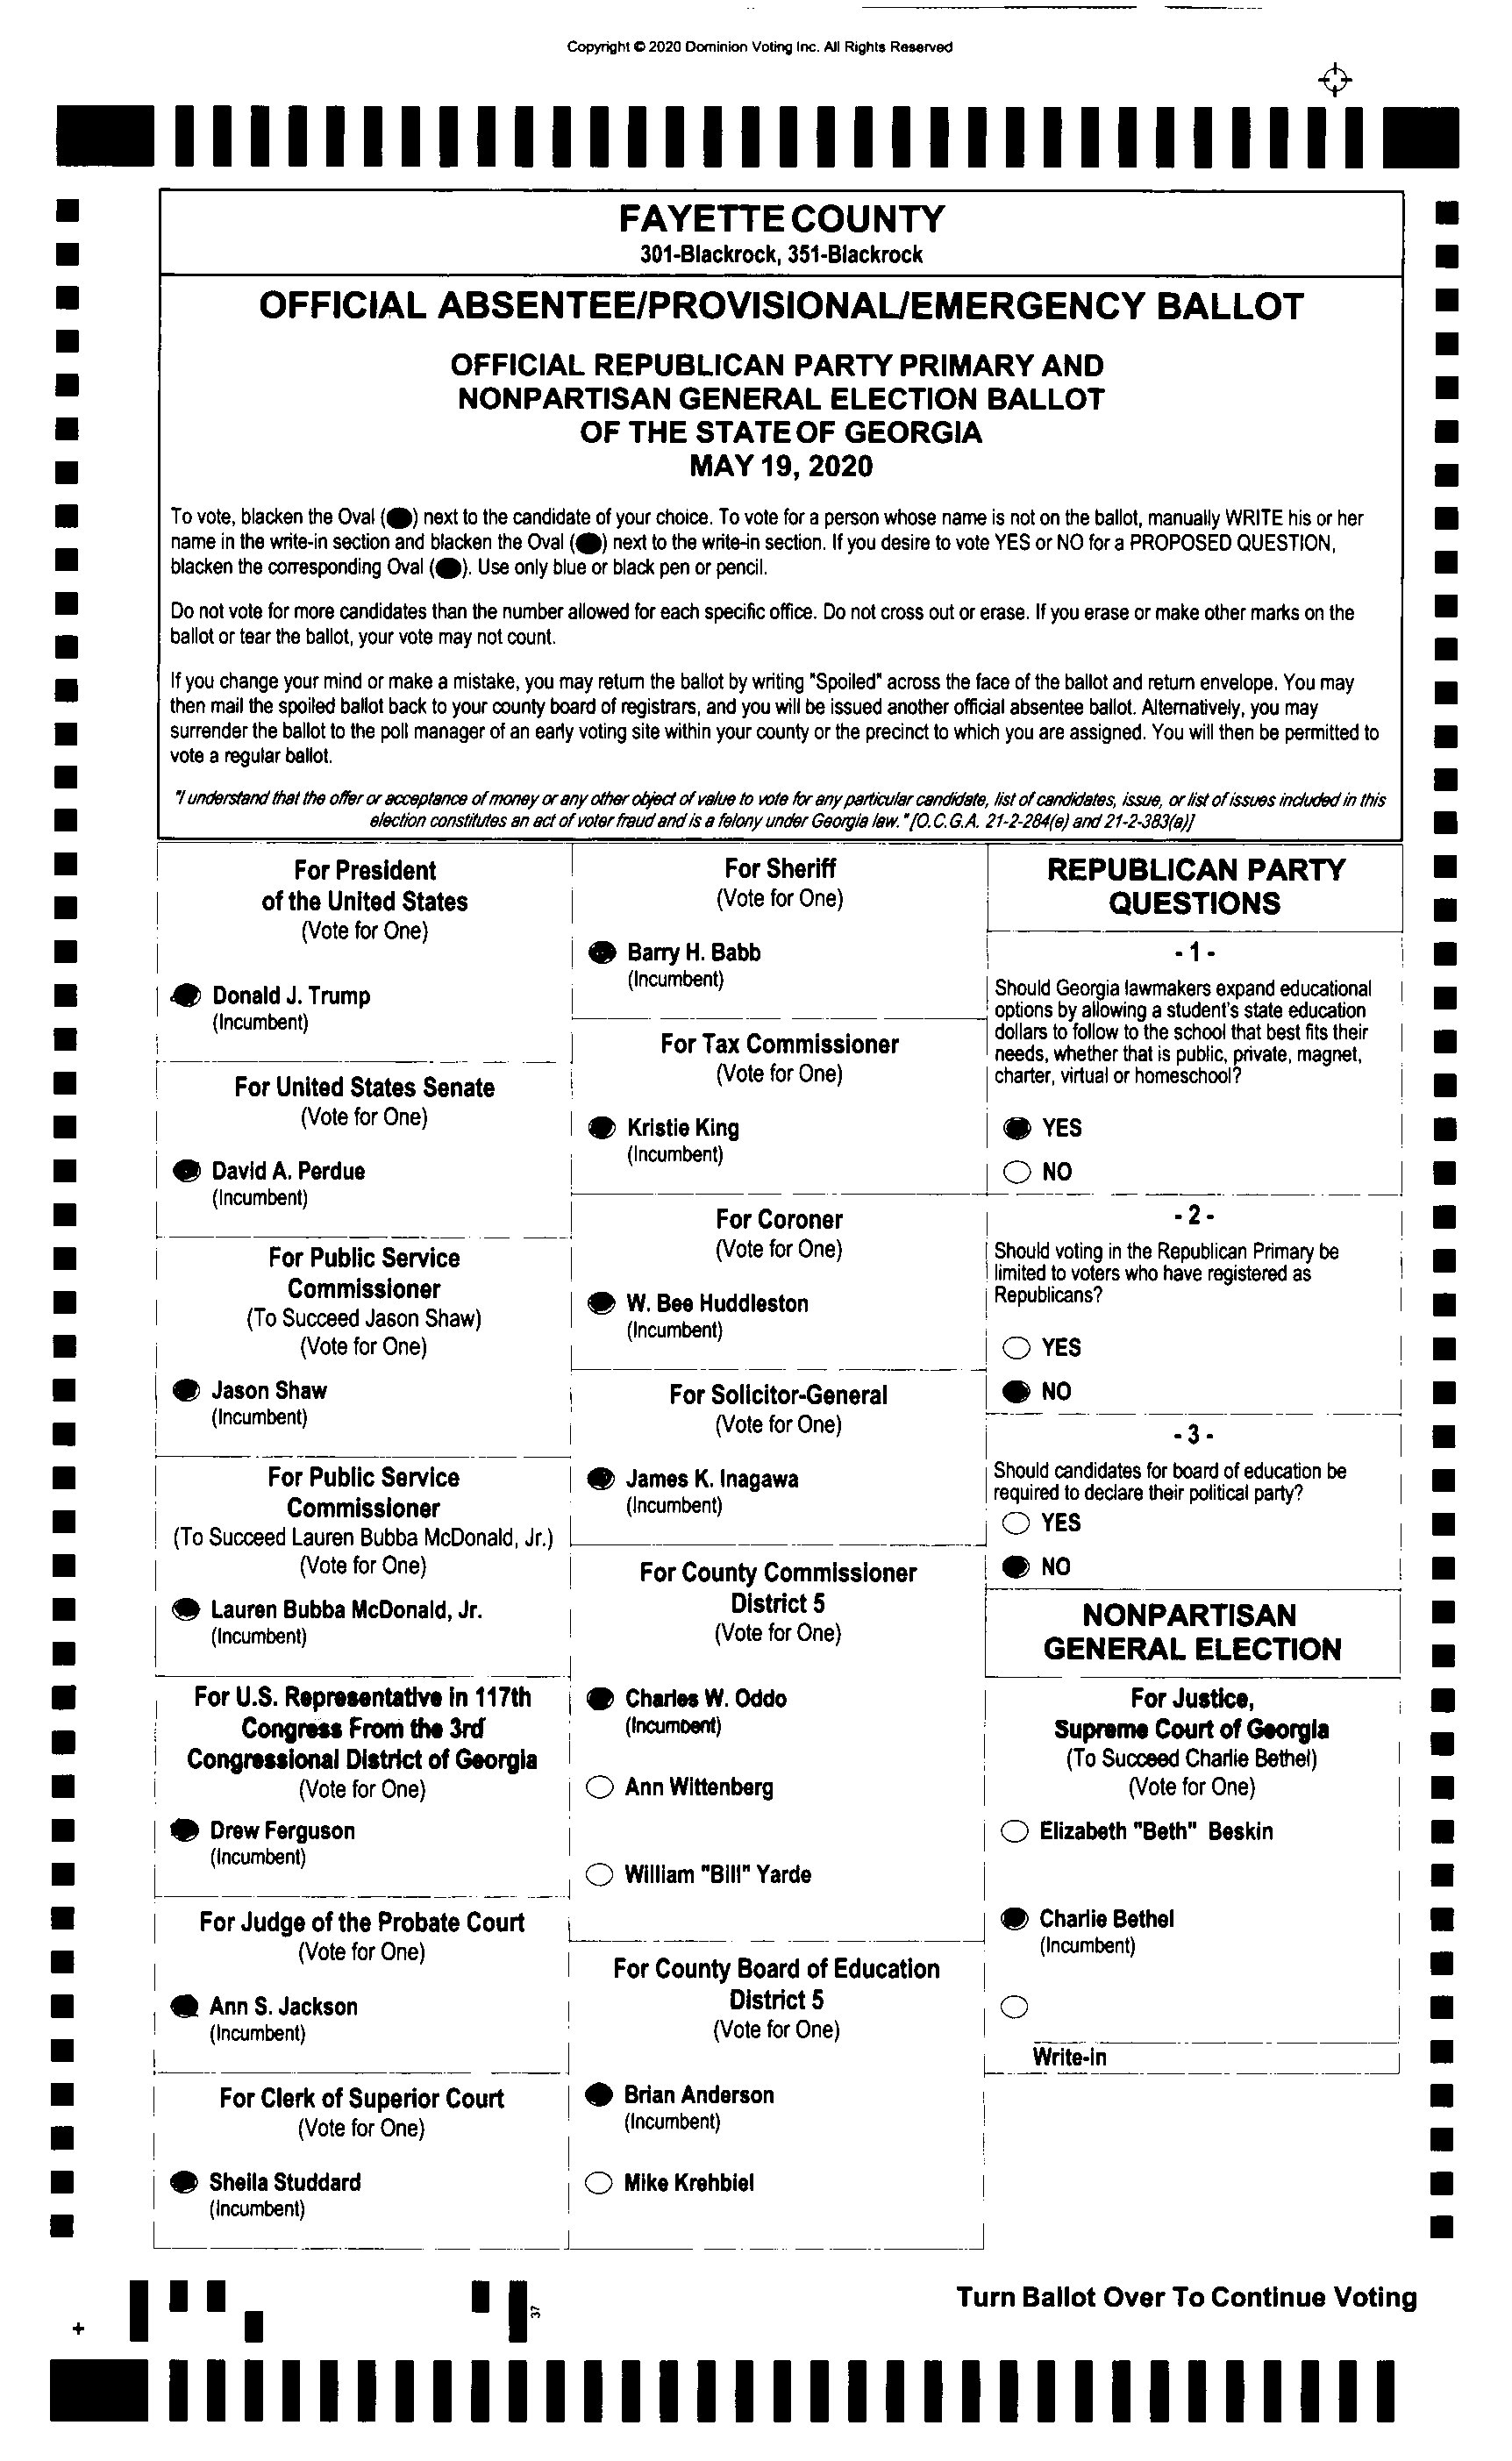 Copyright © 2020 Dominion Voting Inc. All Rights Reserved
FAYETTE COUNTY
301-Blackrock, 351-Blackrock
OFFICIAL ABSENTEE/PROVISIONAL/EMERGENCY BALLOT
OFFICIAL REPUBLICAN PARTY PRIMARY AND
NONPARTISAN GENERAL ELECTION BALLOT
OF THE STATE OF GEORGIA
MAY 19, 2020
To vote, blacken the Oval (●) next to the candidate of your choice. To vote for a person whose name is not on the ballot, manually WRITE his or her
name in the write-in section and blacken the Oval (●) next to the write-in section. If you desire to vote YES or NO for a PROPOSED QUESTION,
blacken the corresponding Oval (●). Use only blue or black pen or pencil.
Do not vote for more candidates than the number allowed for each specific office. Do not cross out or erase. If you erase or make other marks on the
ballot or tear the ballot, your vote may not count.
If you change your mind or make a mistake, you may return the ballot by writing "Spoiled" across the face of the ballot and return envelope. You may
then mail the spoiled ballot back to your county board of registrars, and you will be issued another official absentee ballot. Alternatively, you may
surrender the ballot to the poll manager of an early voting site within your county or the precinct to which you are assigned. You will then be permitted to
vote a regular ballot.
"I understand that the offer or acceptance of money or any other object of value to vote for any particular candidate, list of candidates, issue, or list of issues included in this
election constitutes an act of voter fraud and is a felony under Georgia law." [O.C.G.A. 21-2-284(e) and 21-2-383(a)]
For President
of the United States
(Vote for One)
Donald J. Trump
(Incumbent)
For United States Senate
(Vote for One)
David A. Perdue
(Incumbent)
For Public Service
Commissioner
(To Succeed Jason Shaw)
(Vote for One)
Jason Shaw
(Incumbent)
For Public Service
Commissioner
(To Succeed Lauren Bubba McDonald, Jr.)
(Vote for One)
Lauren Bubba McDonald, Jr.
(Incumbent)
For U.S. Representative in 117th
Congress From the 3rd
Congressional District of Georgia
(Vote for One)
Drew Ferguson
(Incumbent)
For Judge of the Probate Court
(Vote for One)
Ann S. Jackson
(Incumbent)
For Clerk of Superior Court
(Vote for One)
Sheila Studdard
(Incumbent)
For Sheriff
(Vote for One)
Barry H. Babb
(Incumbent)
For Tax Commissioner
(Vote for One)
Kristie King
(Incumbent)
For Coroner
(Vote for One)
W. Bee Huddleston
(Incumbent)
For Solicitor-General
(Vote for One)
James K. Inagawa
(Incumbent)
For County Commissioner
District 5
(Vote for One)
Charles W. Oddo
(Incumbent)
Ann Wittenberg
William "Bill" Yarde
For County Board of Education
District 5
(Vote for One)
Brian Anderson
(Incumbent)
Mike Krehbiel
REPUBLICAN PARTY
QUESTIONS
- 1 -
Should Georgia lawmakers expand educational
options by allowing a student's state education
dollars to follow to the school that best fits their
needs, whether that is public, private, magnet,
charter, virtual or homeschool?
YES
NO
- 2 -
Should voting in the Republican Primary be
limited to voters who have registered as
Republicans?
YES
NO
- 3 -
Should candidates for board of education be
required to declare their political party?
YES
NO
NONPARTISAN
GENERAL ELECTION
For Justice,
Supreme Court of Georgia
(To Succeed Charlie Bethel)
(Vote for One)
Elizabeth "Beth" Beskin
Charlie Bethel
(Incumbent)
Write-in
Turn Ballot Over To Continue Voting
37
+